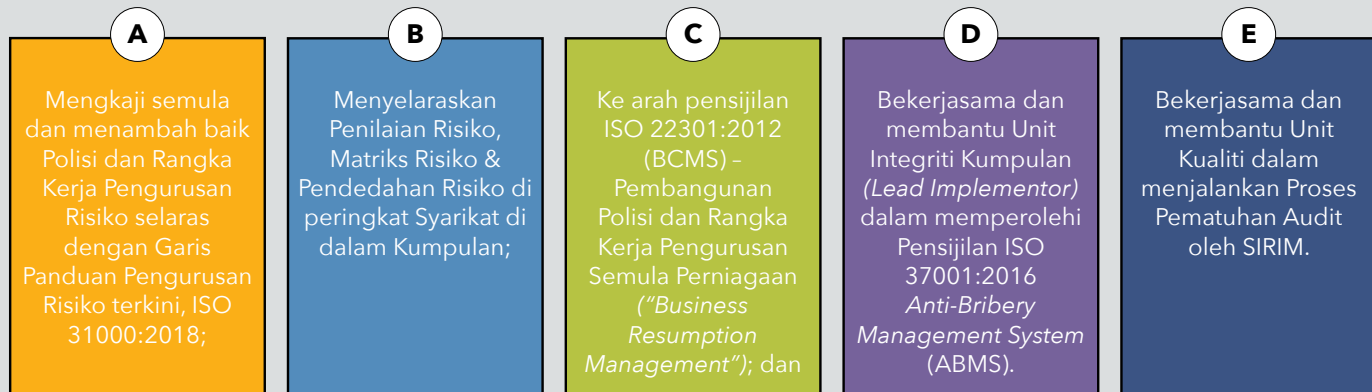 A
Mengkaji semula
dan menambah baik
Polisi dan Rangka
Kerja Pengurusan
Risiko selaras
dengan Garis
Panduan Pengurusan
Risiko terkini, ISO
31000:2018;
B
Menyelaraskan
Penilaian Risiko,
Matriks Risiko &
Pendedahan Risiko di
peringkat Syarikat di
dalam Kumpulan;
C
Ke arah pensijilan
ISO 22301:2012
(BCMS) –
Pembangunan
Polisi dan Rangka
Kerja Pengurusan
Semula Perniagaan
("Business
Resumption
Management"); dan
D
Bekerjasama dan
membantu Unit
Integriti Kumpulan
(Lead Implementor)
dalam memperolehi
Pensijilan ISO
37001:2016
Anti-Bribery
Management System
(ABMS).
E
Bekerjasama dan
membantu Unit
Kualiti dalam
menjalankan Proses
Pematuhan Audit
oleh SIRIM.